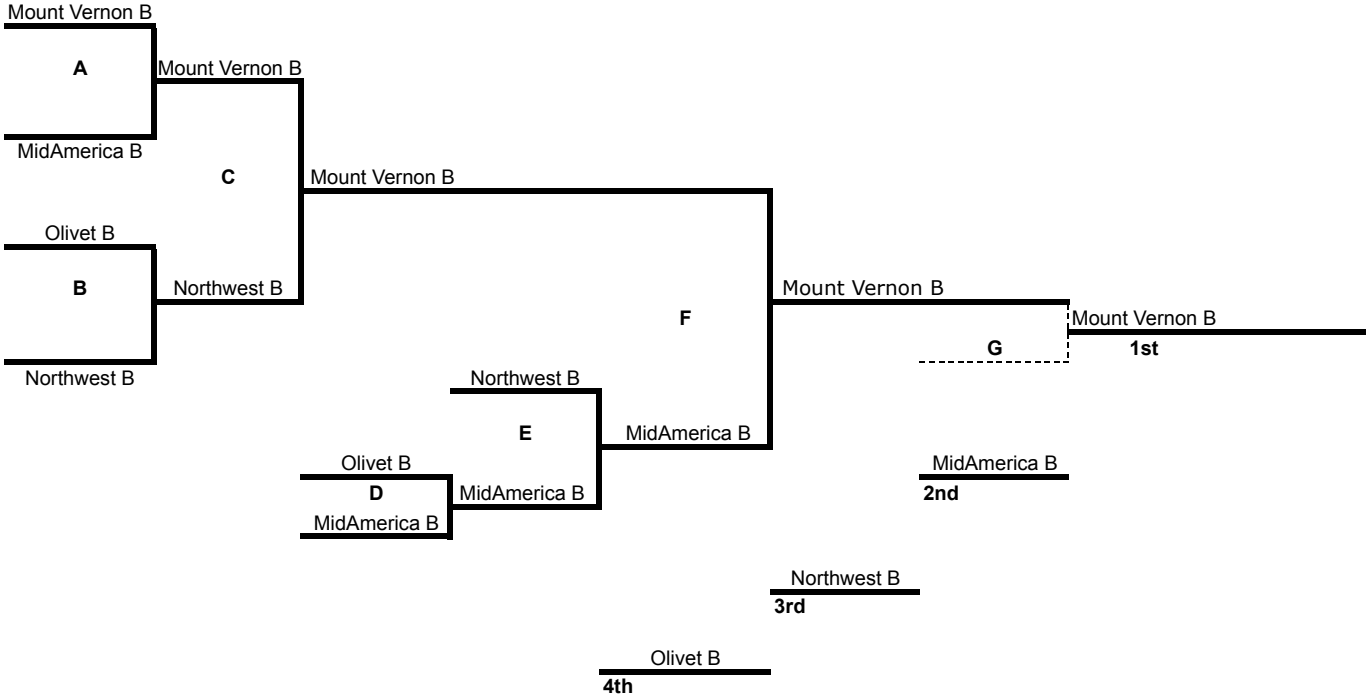 Mount Vernon B
A
Mount Vernon B
MidAmerica B
C
Mount Vernon B
Olivet B
B
Northwest B
Northwest B
Mount Vernon B
F
Mount Vernon B
G
1st
Northwest B
E
MidAmerica B
Olivet B
D
MidAmerica B
MidAmerica B
MidAmerica B
2nd
Northwest B
3rd
Olivet B
4th